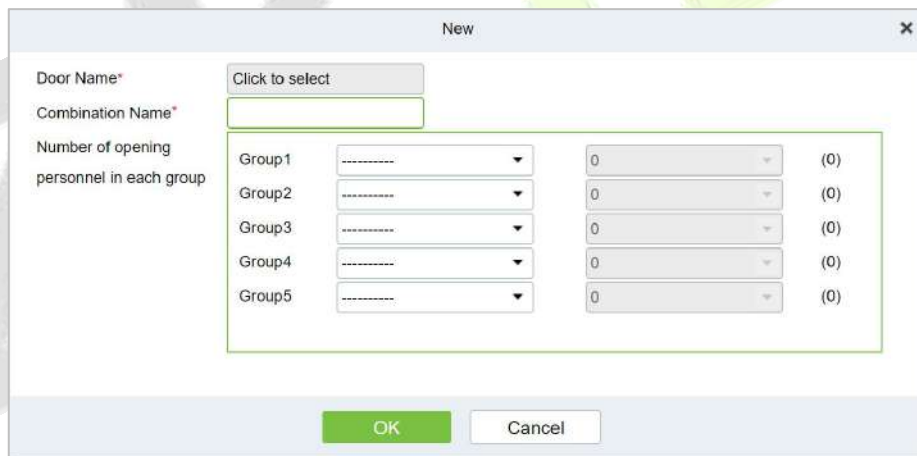 New
Door Name*
Click to select
Combination Name*
Number of opening
personnel in each group
Group1 ---------- 0 (0)
Group2 ---------- 0 (0)
Group3 ---------- 0 (0)
Group4 ---------- 0 (0)
Group5 ---------- 0 (0)
OK Cancel